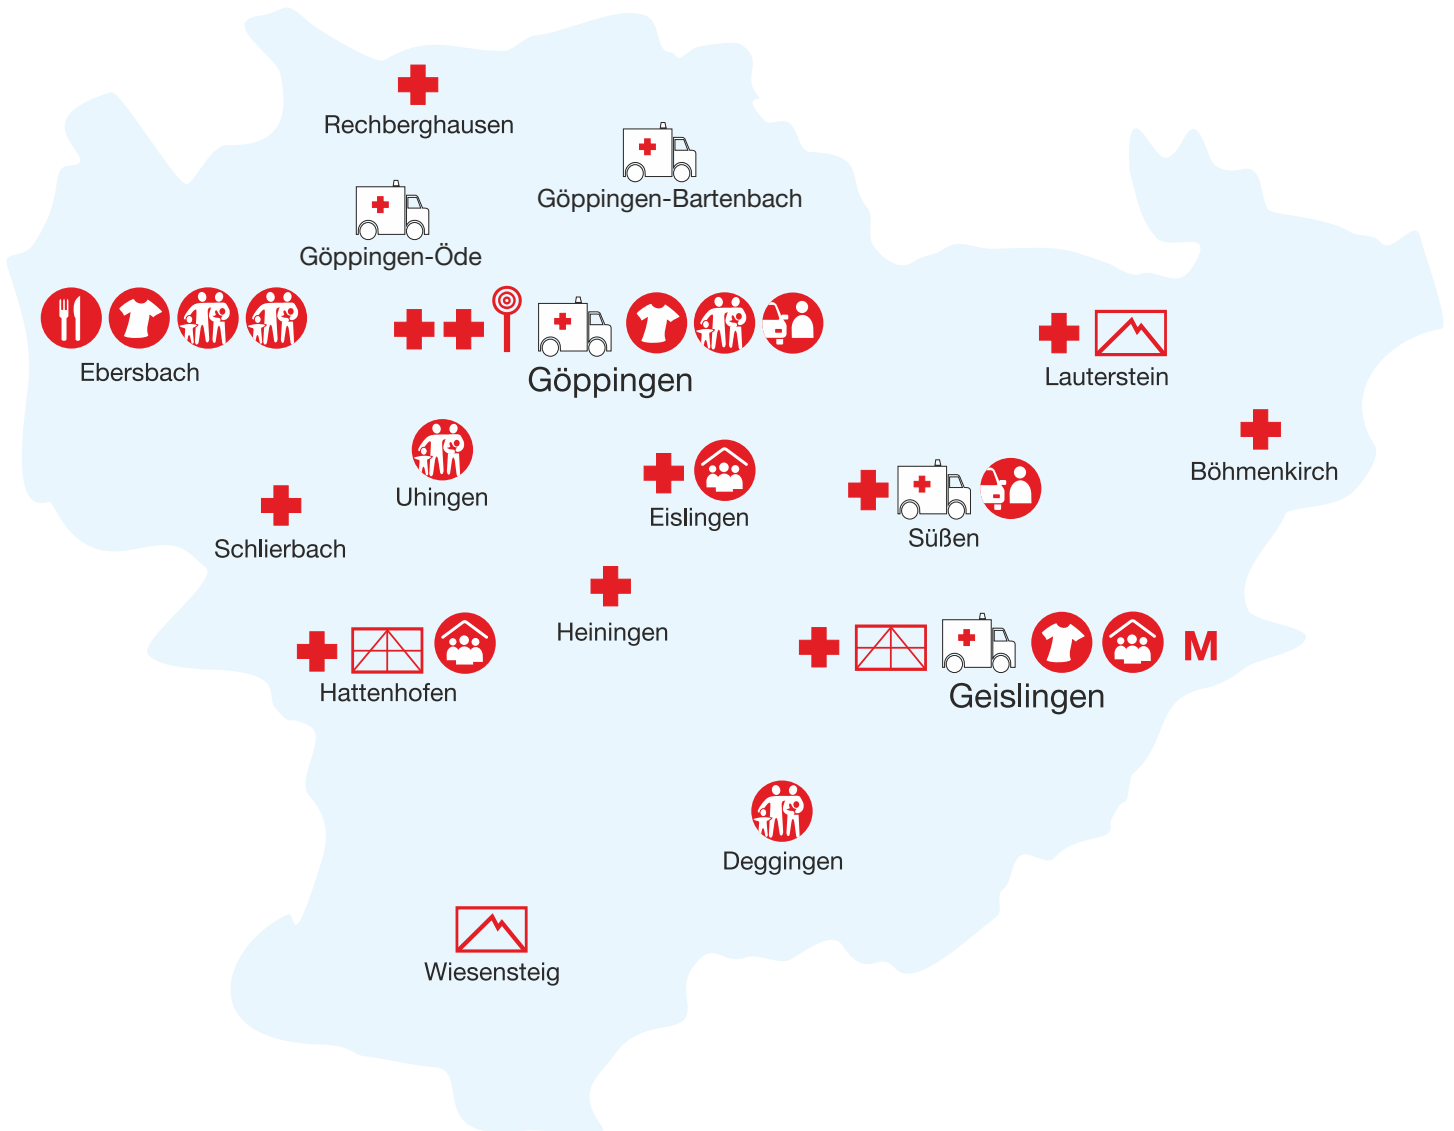 Rechberghausen
Göppingen-Bartenbach
Göppingen-Öde
Ebersbach
Göppingen
Lauterstein
Böhmenkirch
Uhingen
Eislingen
Süßen
Schlierbach
Heiningen
Hattenhofen
M
Geislingen
Deggingen
Wiesensteig